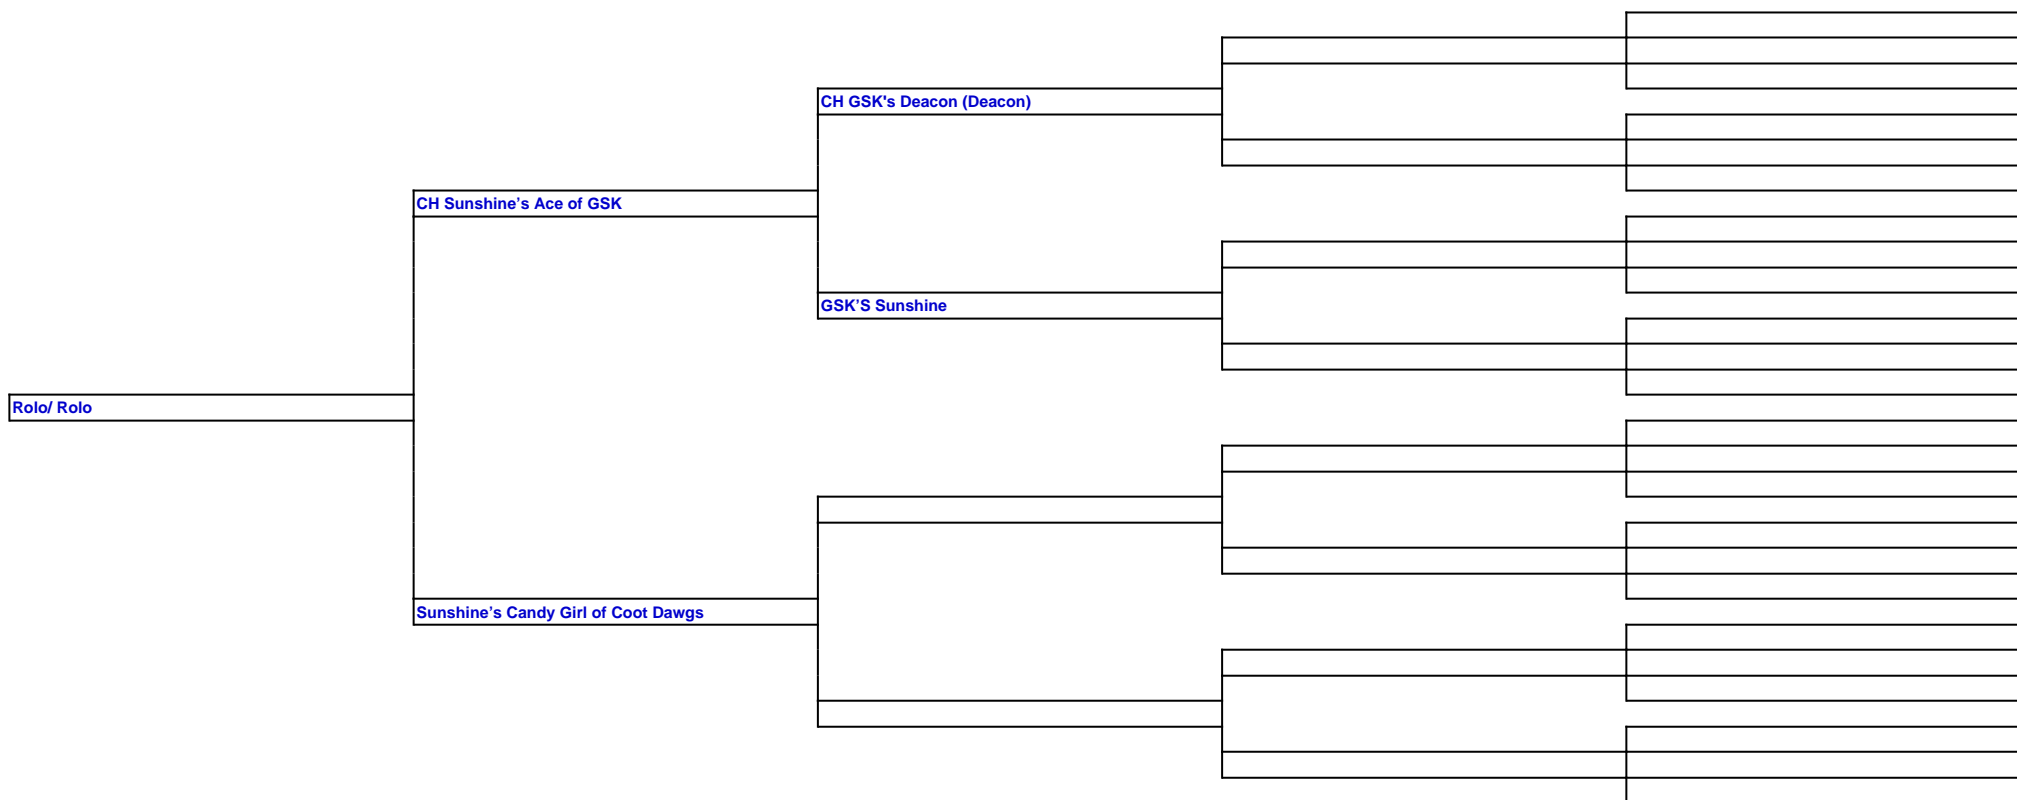 CH GSK's Deacon (Deacon)
CH Sunshine’s Ace of GSK
GSK’S Sunshine
Rolo/ Rolo
Sunshine’s Candy Girl of Coot Dawgs